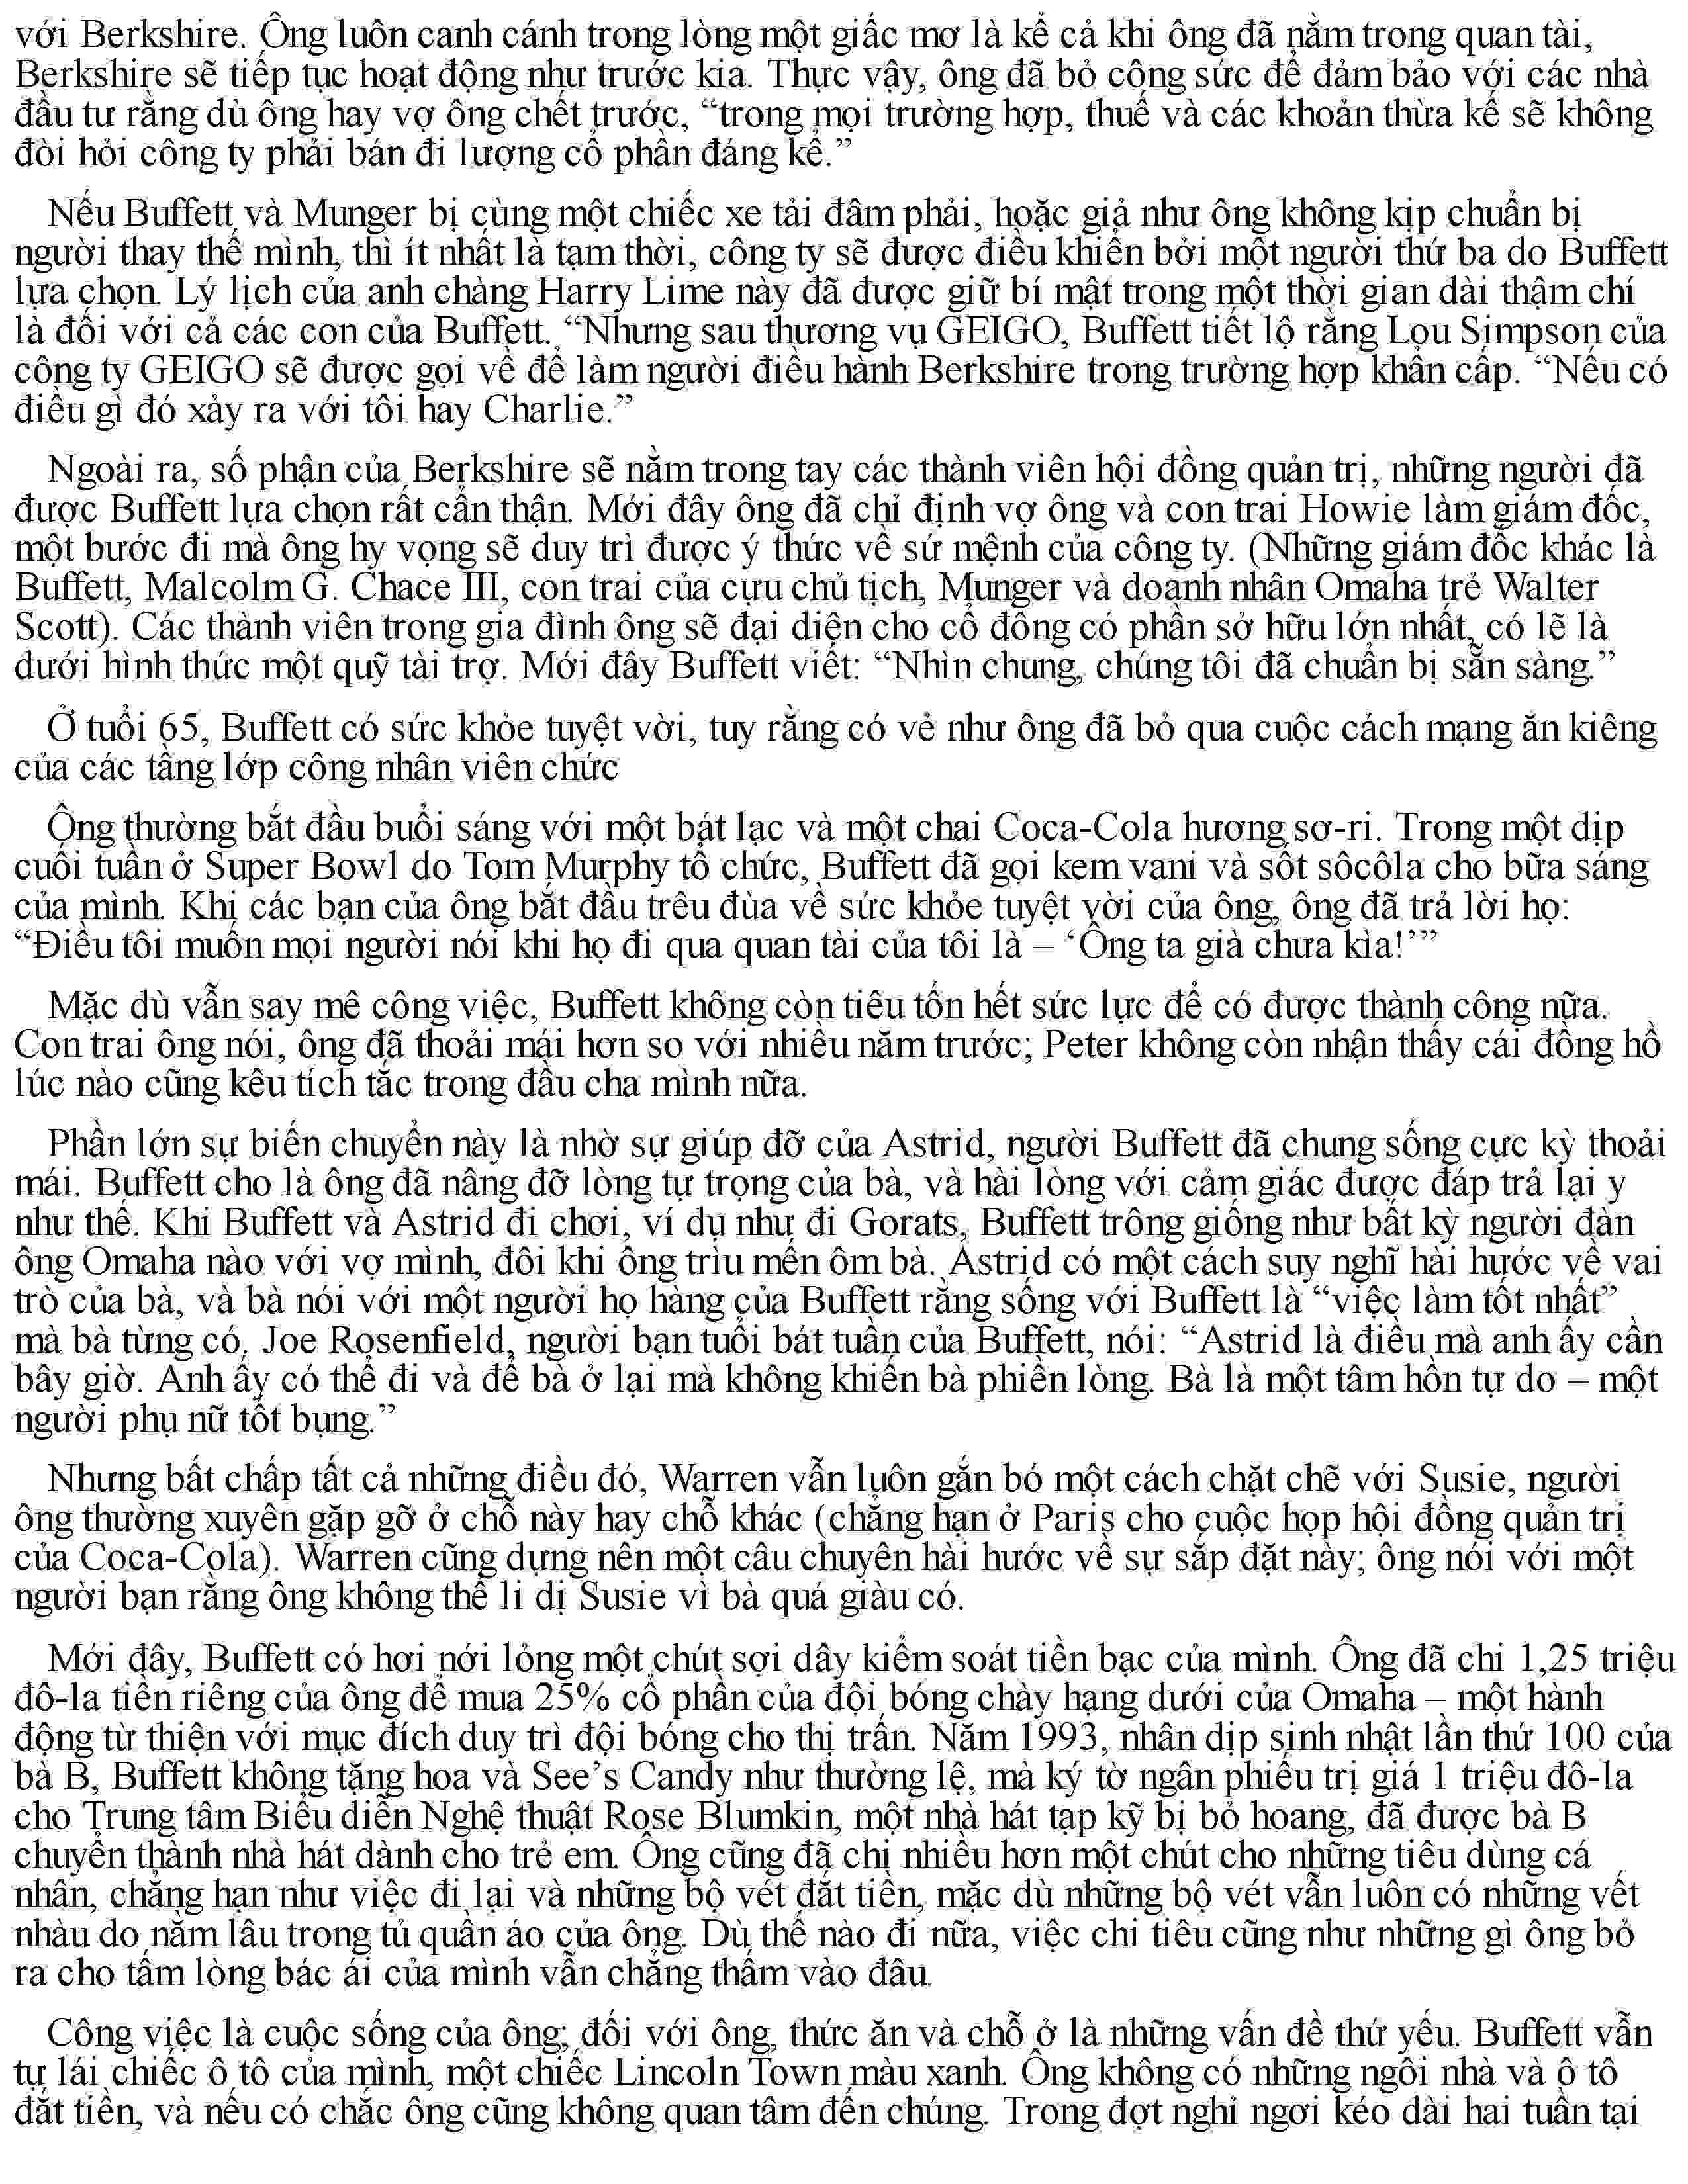 với Berkshire. Ông luôn canh cánh trong lòng một giấc mơ là kể cả khi ông đã nằm trong quan tài,
Berkshire sẽ tiếp tục hoạt động như trước kia. Thực vậy, ông đã bỏ công sức để đảm bảo với các nhà
đầu tư rằng dù ông hay vợ ông chết trước, “trong mọi trường hợp, thuế và các khoản thừa kế sẽ không
đòi hỏi công ty phải bán đi lượng cổ phần đáng kể.”
Nếu Buffett và Munger bị cùng một chiếc xe tải đâm phải, hoặc giả như ông không kịp chuẩn bị
người thay thế mình, thì ít nhất là tạm thời, công ty sẽ được điều khiển bởi một người thứ ba do Buffett
lựa chọn. Lý lịch của anh chàng Harry Lime này đã được giữ bí mật trong một thời gian dài thậm chí
là đối với cả các con của Buffett. “Nhưng sau thương vụ GEIGO, Buffett tiết lộ rằng Lou Simpson của
công ty GEIGO sẽ được gọi về để làm người điều hành Berkshire trong trường hợp khẩn cấp. “Nếu có
điều gì đó xảy ra với tôi hay Charlie.”
Ngoài ra, số phận của Berkshire sẽ nằm trong tay các thành viên hội đồng quản trị, những người đã
được Buffett lựa chọn rất cẩn thận. Mới đây ông đã chỉ định vợ ông và con trai Howie làm giám đốc,
một bước đi mà ông hy vọng sẽ duy trì được ý thức về sứ mệnh của công ty. (Những giám đốc khác là
Buffett, Malcolm G. Chace III, con trai của cựu chủ tịch, Munger và doanh nhân Omaha trẻ Walter
Scott). Các thành viên trong gia đình ông sẽ đại diện cho cổ đông có phần sở hữu lớn nhất, có lẽ là
dưới hình thức một quỹ tài trợ. Mới đây Buffett viết: “Nhìn chung, chúng tôi đã chuẩn bị sẵn sàng.”
Ở tuổi 65, Buffett có sức khỏe tuyệt vời, tuy rằng có vẻ như ông đã bỏ qua cuộc cách mạng ăn kiêng
của các tầng lớp công nhân viên chức
Ông thường bắt đầu buổi sáng với một bát lạc và một chai Coca-Cola hương sơ-ri. Trong một dịp
cuối tuần ở Super Bowl do Tom Murphy tổ chức, Buffett đã gọi kem vani và sốt sôcôla cho bữa sáng
của mình. Khi các bạn của ông bắt đầu trêu đùa về sức khỏe tuyệt vời của ông, ông đã trả lời họ:
“Điều tôi muốn mọi người nói khi họ đi qua quan tài của tôi là – ‘Ông ta già chưa kìa!’”
Mặc dù vẫn say mê công việc, Buffett không còn tiêu tốn hết sức lực để có được thành công nữa.
Con trai ông nói, ông đã thoải mái hơn so với nhiều năm trước; Peter không còn nhận thấy cái đồng hồ
lúc nào cũng kêu tích tắc trong đầu cha mình nữa.
Phần lớn sự biến chuyển này là nhờ sự giúp đỡ của Astrid, người Buffett đã chung sống cực kỳ thoải
mái. Buffett cho là ông đã nâng đỡ lòng tự trọng của bà, và hài lòng với cảm giác được đáp trả lại y
như thế. Khi Buffett và Astrid đi chơi, ví dụ như đi Gorats, Buffett trông giống như bất kỳ người đàn
ông Omaha nào với vợ mình, đôi khi ông trìu mến ôm bà. Astrid có một cách suy nghĩ hài hước về vai
trò của bà, và bà nói với một người họ hàng của Buffett rằng sống với Buffett là “việc làm tốt nhất”
mà bà từng có. Joe Rosenfield, người bạn tuổi bát tuần của Buffett, nói: “Astrid là điều mà anh ấy cần
bây giờ. Anh ấy có thể đi và để bà ở lại mà không khiến bà phiền lòng. Bà là một tâm hồn tự do – một
người phụ nữ tốt bụng.”
Nhưng bất chấp tất cả những điều đó, Warren vẫn luôn gắn bó một cách chặt chẽ với Susie, người
ông thường xuyên gặp gỡ ở chỗ này hay chỗ khác (chẳng hạn ở Paris cho cuộc họp hội đồng quản trị
của Coca-Cola). Warren cũng dựng nên một câu chuyện hài hước về sự sắp đặt này; ông nói với một
người bạn rằng ông không thể li dị Susie vì bà quá giàu có.
Mới đây, Buffett có hơi nới lỏng một chút sợi dây kiểm soát tiền bạc của mình. Ông đã chi 1,25 triệu
đô-la tiền riêng của ông để mua 25% cổ phần của đội bóng chày hạng dưới của Omaha – một hành
động từ thiện với mục đích duy trì đội bóng cho thị trấn. Năm 1993, nhân dịp sinh nhật lần thứ 100 của
bà B, Buffett không tặng hoa và See’s Candy như thường lệ, mà ký tờ ngân phiếu trị giá 1 triệu đô-la
cho Trung tâm Biểu diễn Nghệ thuật Rose Blumkin, một nhà hát tạp kỹ bị bỏ hoang, đã được bà B
chuyển thành nhà hát dành cho trẻ em. Ông cũng đã chi nhiều hơn một chút cho những tiêu dùng cá
nhân, chẳng hạn như việc đi lại và những bộ vét đắt tiền, mặc dù những bộ vét vẫn luôn có những vết
nhàu do nằm lâu trong tủ quần áo của ông. Dù thế nào đi nữa, việc chi tiêu cũng như những gì ông bỏ
ra cho tấm lòng bác ái của mình vẫn chẳng thấm vào đâu.
Công việc là cuộc sống của ông; đối với ông, thức ăn và chỗ ở là những vấn đề thứ yếu. Buffett vẫn
tự lái chiếc ô tô của mình, một chiếc Lincoln Town màu xanh. Ông không có những ngôi nhà và ô tô
đắt tiền, và nếu có chắc ông cũng không quan tâm đến chúng. Trong đợt nghỉ ngơi kéo dài hai tuần tại